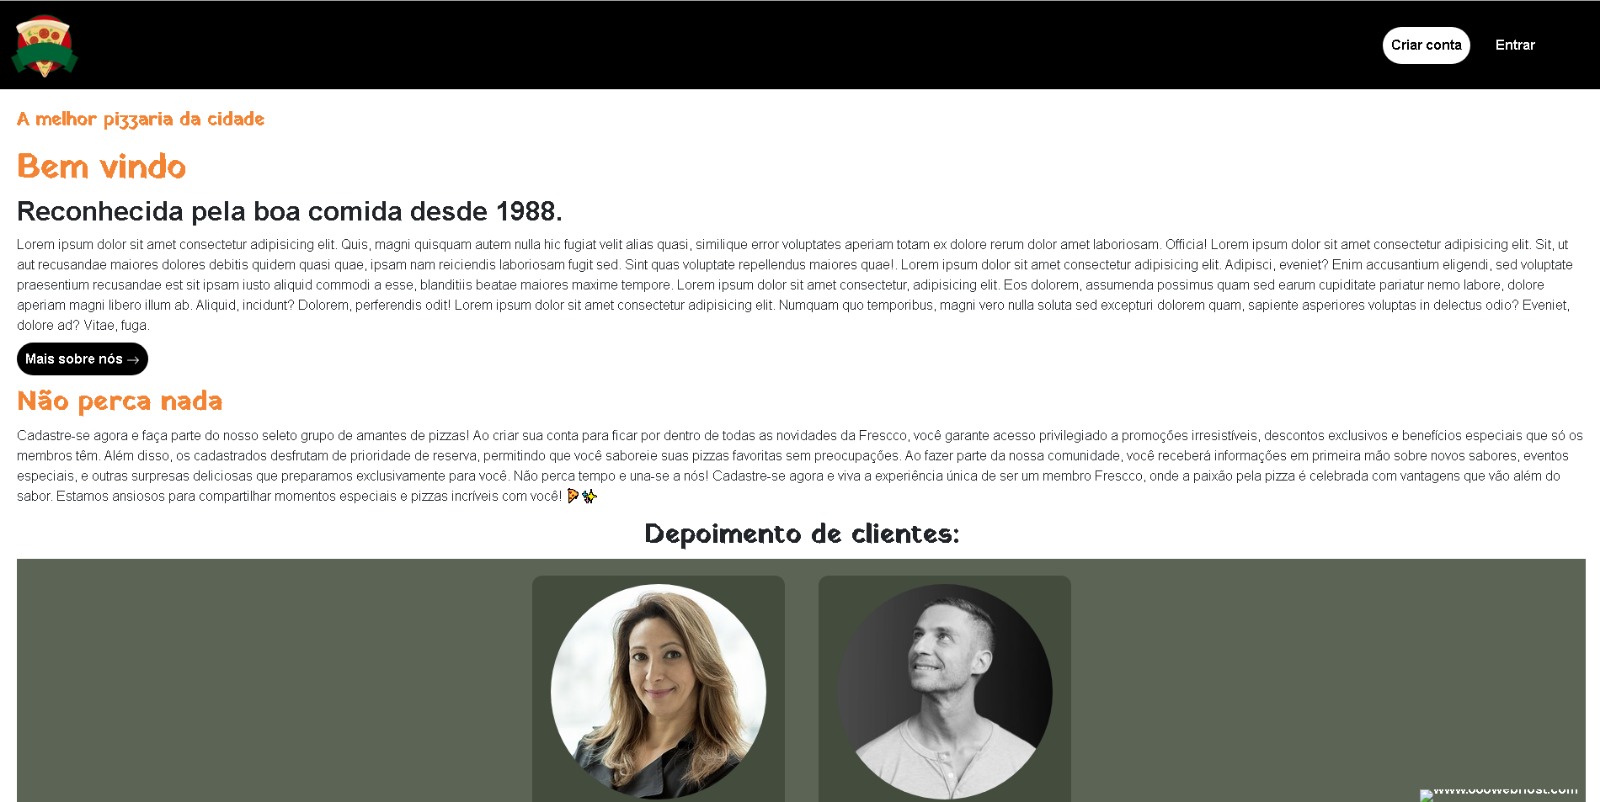 Criar conta
Entrar
A melhor pizzaria da cidade
Bem vindo
Reconhecida pela boa comida desde 1988.
Lorem ipsum dolor sit amet consectetur adipisicing elit. Quis, magni quisquam autem nulla hic fugiat velit alias quasi, similique error voluptates aperiam totam ex dolore rerum dolor amet laboriosam. Officia! Lorem ipsum dolor sit amet consectetur adipisicing elit. Sit, ut
aut recusandae maiores dolores debitis quidem quasi quae, ipsam nam reiciendis laboriosam fugit sed. Sint quas voluptate repellendus maiores quae!. Lorem ipsum dolor sit amet consectetur adipisicing elit. Adipisci, eveniet? Enim accusantium eligendi, sed voluptate
praesentium recusandae est sit ipsam iusto aliquid commodi a esse, blanditiis beatae maiores maxime tempore. Lorem ipsum dolor sit amet consectetur, adipisicing elit. Eos dolorem, assumenda possimus quam sed earum cupiditate pariatur nemo labore, dolore
aperiam magni libero illum ab. Aliquid, incidunt? Dolorem, perferendis odit! Lorem ipsum dolor sit amet consectetur adipisicing elit. Numquam quo temporibus, magni vero nulla soluta sed excepturi dolorem quam, sapiente asperiores voluptas in delectus odio? Eveniet,
dolore ad? Vitae, fuga.
Mais sobre nós →
Não perca nada
Cadastre-se agora e faça parte do nosso seleto grupo de amantes de pizzas! Ao criar sua conta para ficar por dentro de todas as novidades da Frescco, você garante acesso privilegiado a promoções irresistíveis, descontos exclusivos e benefícios especiais que só os
membros têm. Além disso, os cadastrados desfrutam de prioridade de reserva, permitindo que você saboreie suas pizzas favoritas sem preocupações. Ao fazer parte da nossa comunidade, você receberá informações em primeira mão sobre novos sabores, eventos
especiais, e outras surpresas deliciosas que preparamos exclusivamente para você. Não perca tempo e una-se a nós! Cadastre-se agora e viva a experiência única de ser um membro Frescco, onde a paixão pela pizza é celebrada com vantagens que vão além do
sabor. Estamos ansiosos para compartilhar momentos especiais e pizzas incríveis com você! 🍕✨
Depoimento de clientes: